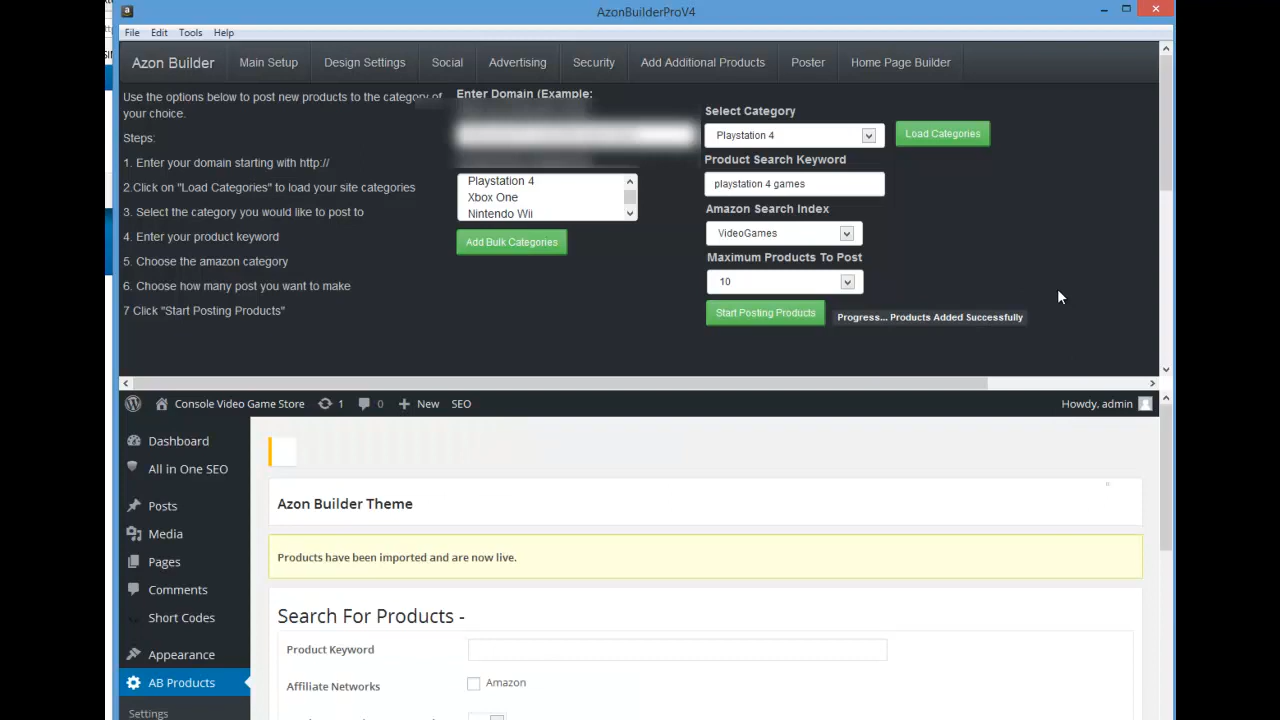 AzonBuilderProV4
File Edit Tools Help
Azon Builder Main Setup Design Settings Social Advertising Security Add Additional Products Poster Home Page Builder
Use the options below to post new products to the category of
your choice.
Steps:
1. Enter your domain starting with http://
2.Click on "Load Categories" to load your site categories
3. Select the category you would like to post to
4. Enter your product keyword
5. Choose the amazon category
6. Choose how many post you want to make
7 Click "Start Posting Products"
Enter Domain (Example:
Playstation 4
Xbox One
Nintendo Wii
Add Bulk Categories
Select Category
Playstation 4
Load Categories
Product Search Keyword
playstation 4 games
Amazon Search Index
VideoGames
Maximum Products To Post
10
Start Posting Products
Progress... Products Added Successfully
Console Video Game Store 1 0 New SEO
Howdy, admin
Dashboard
All in One SEO
Posts
Media
Pages
Comments
Short Codes
Appearance
AB Products
Settings
Azon Builder Theme
Products have been imported and are now live.
Search For Products -
Product Keyword
Affiliate Networks
Amazon